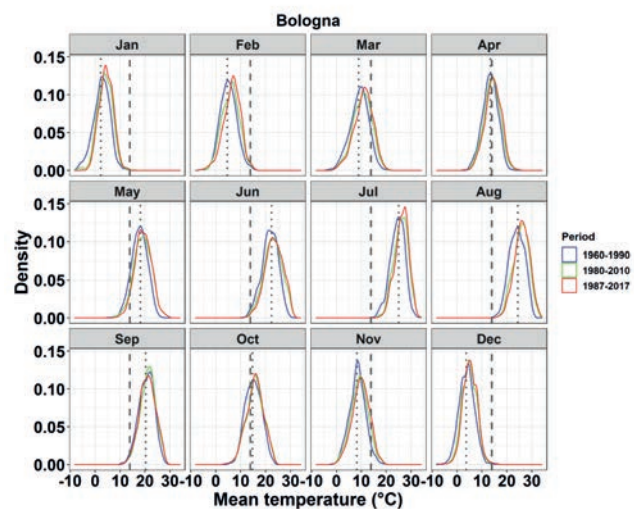 Bologna
Jan Feb Mar Apr
0.15
0.10
0.05
0.00
May Jun Jul Aug
0.15
0.10
0.05
0.00
Sep Oct Nov Dec
0.15
0.10
0.05
0.00
-10 0 10 20 30 -10 0 10 20 30 -10 0 10 20 30 -10 0 10 20 30
Density
Mean temperature (°C)
Period
1960-1990
1980-2010
1987-2017